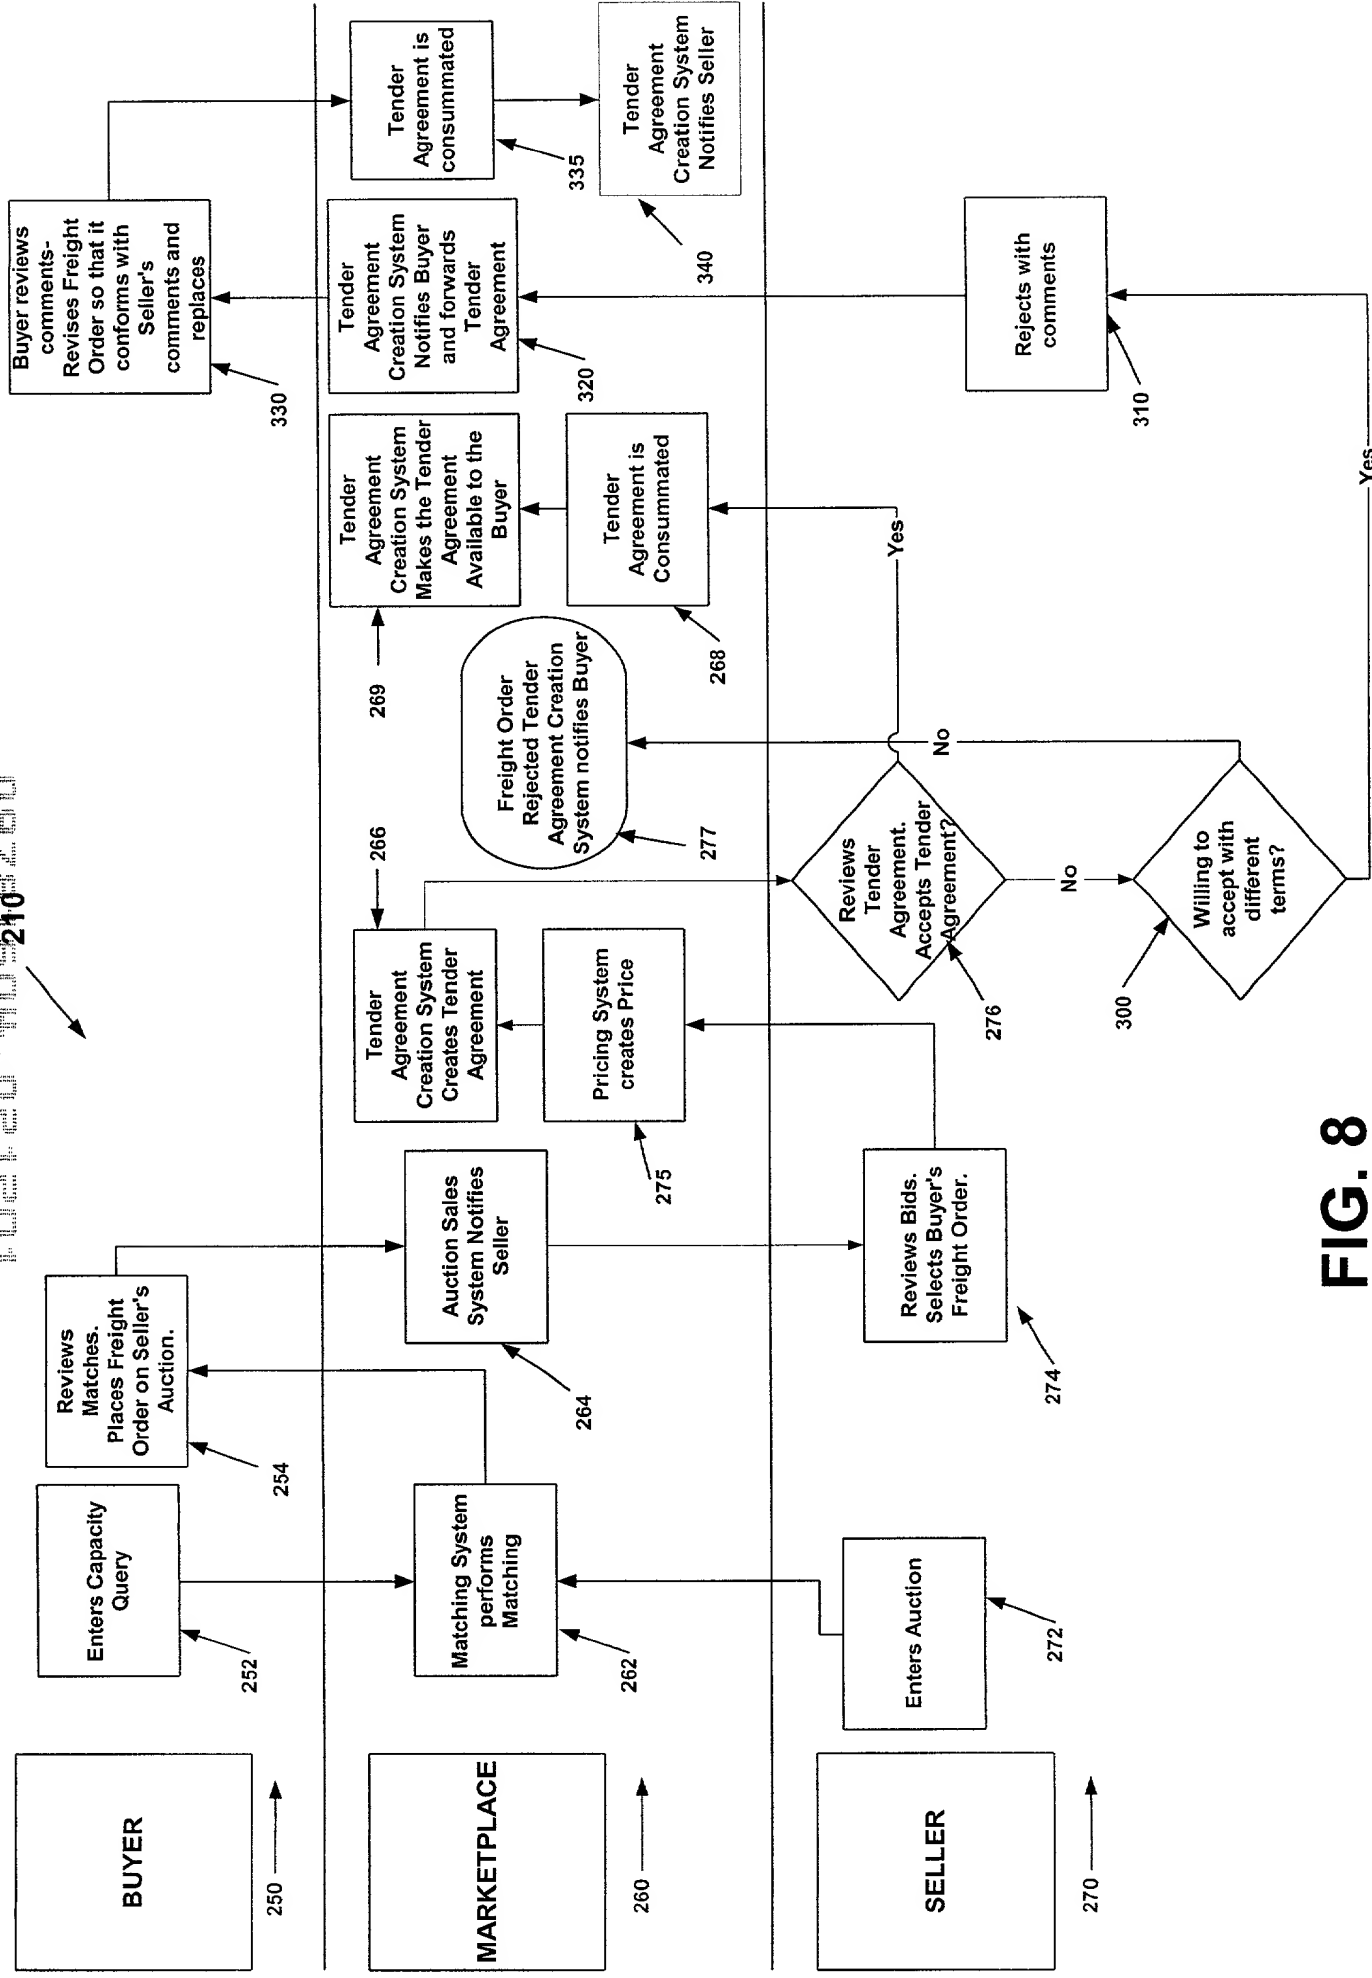 210
BUYER
250
Enters Capacity
Query
252
Reviews
Matches.
Places Freight
Order on Seller's
Auction.
254
Buyer reviews
comments-
Revises Freight
Order so that it
conforms with
Seller's
comments and
replaces
330
MARKETPLACE
260
Matching System
performs
Matching
262
Auction Sales
System Notifies
Seller
264
Tender
Agreement
Creation System
Creates Tender
Agreement
266
Pricing System
creates Price
275
Freight Order
Rejected Tender
Agreement Creation
System notifies Buyer
277
Tender
Agreement
Creation System
Makes the Tender
Agreement
Available to the
Buyer
269
Tender
Agreement is
Consummated
268
Tender
Agreement
Creation System
Notifies Buyer
and forwards
Tender
Agreement
320
Tender
Agreement is
consummated
335
Tender
Agreement
Creation System
Notifies Seller
340
SELLER
270
Enters Auction
272
Reviews Bids.
Selects Buyer's
Freight Order.
274
Reviews
Tender
Agreement.
Accepts Tender
Agreement?
276
Yes
No
No
Willing to
accept with
different
terms?
300
Yes
Rejects with
comments
310
FIG. 8